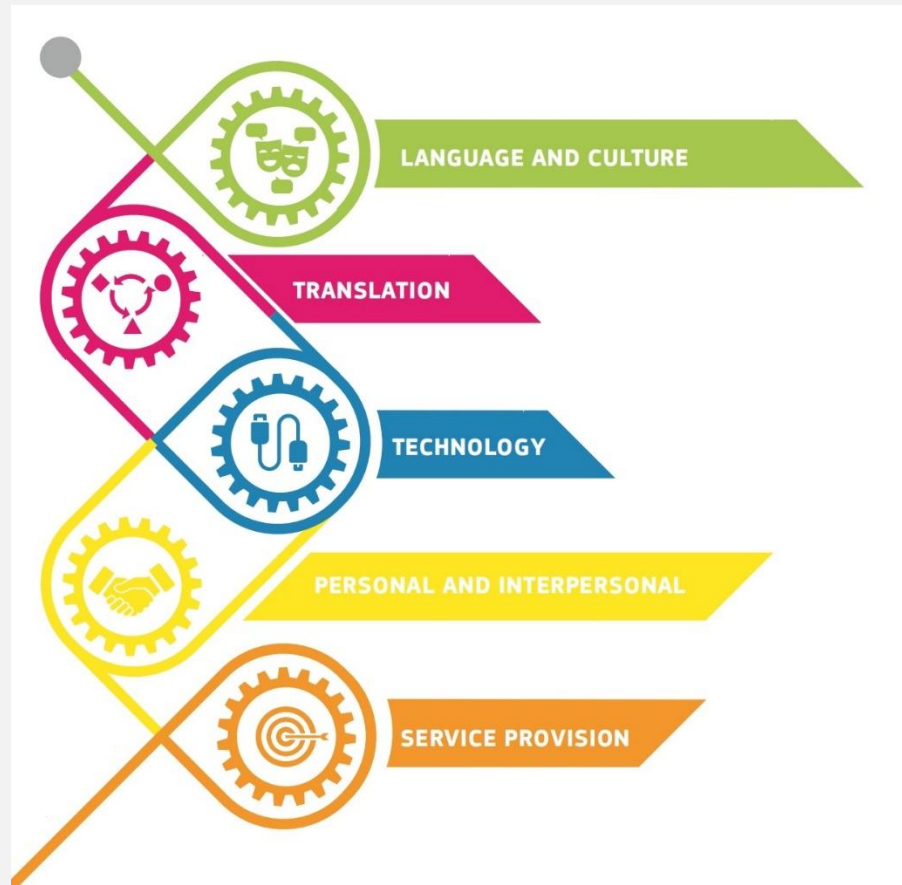 LANGUAGE AND CULTURE
TRANSLATION
TECHNOLOGY
PERSONAL AND INTERPERSONAL
SERVICE PROVISION